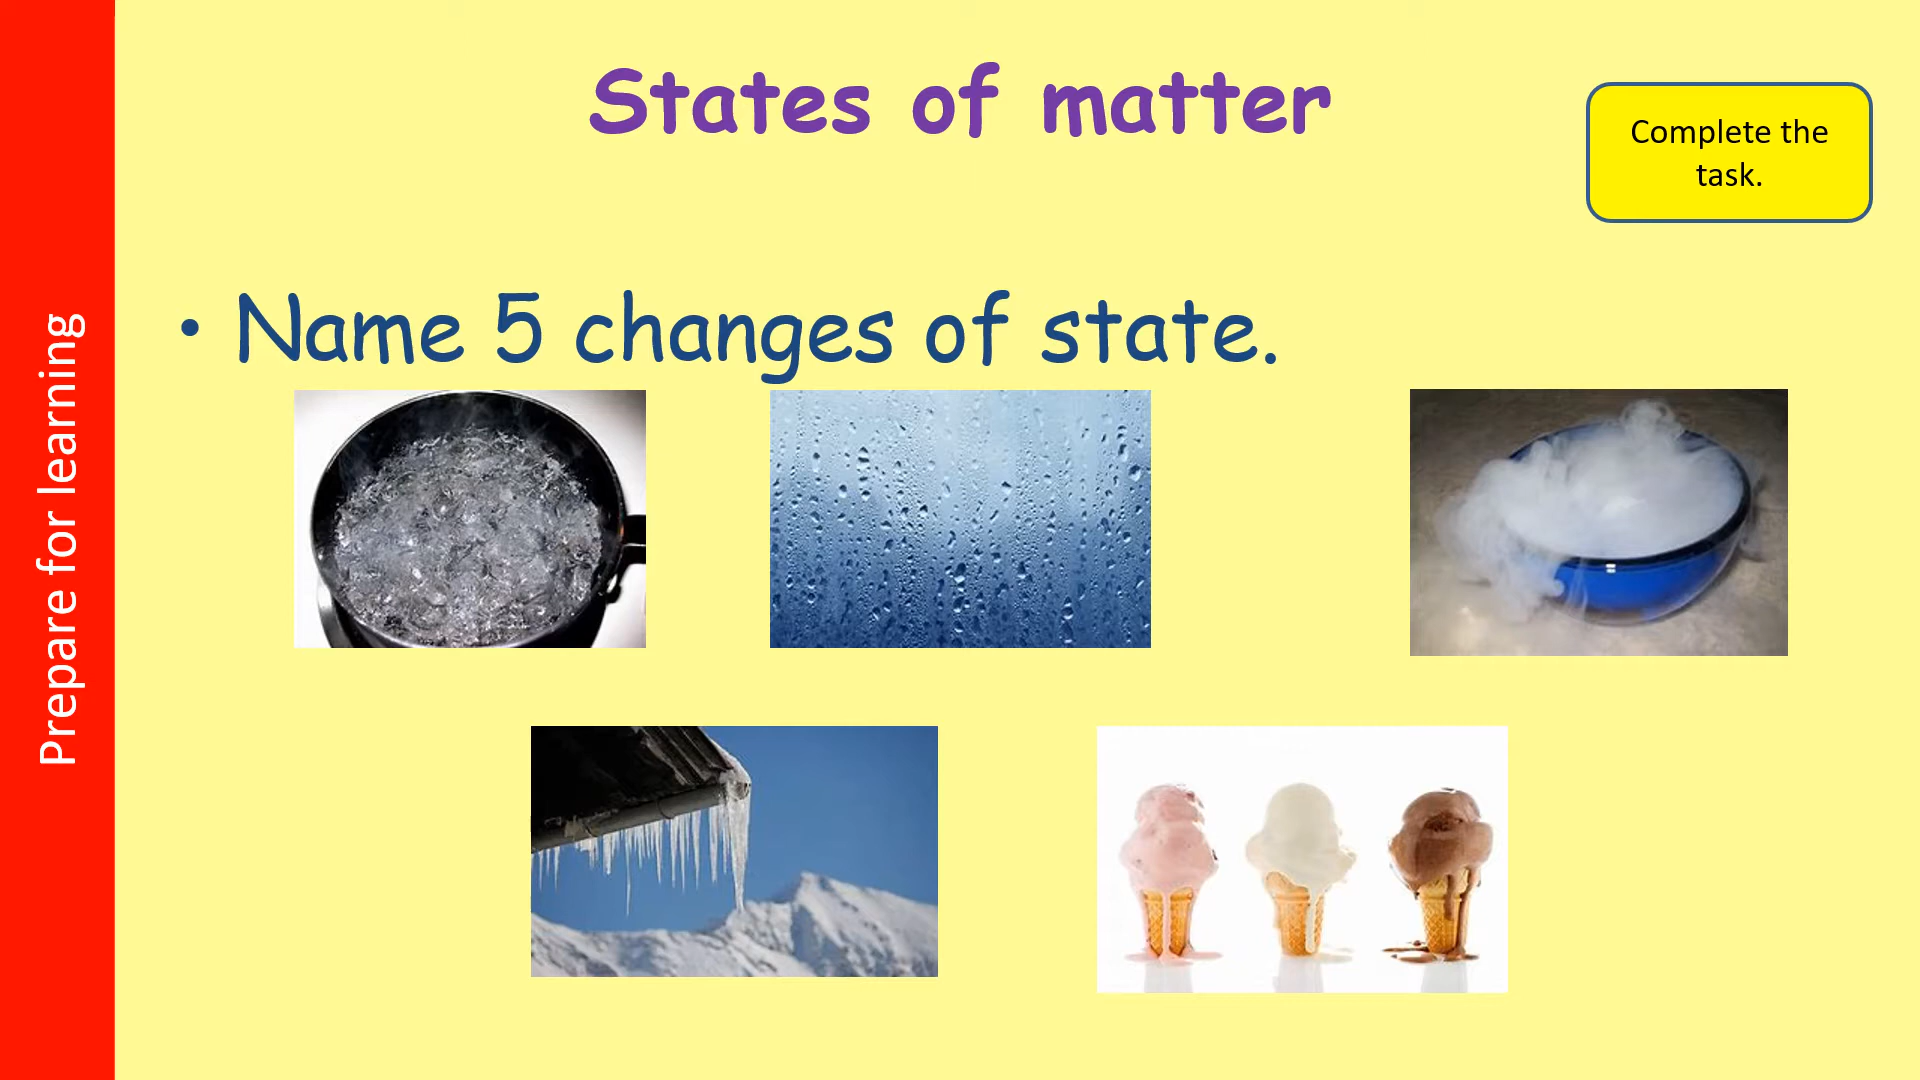 States of matter
Complete the
task.
• Name 5 changes of state.
Prepare for learning